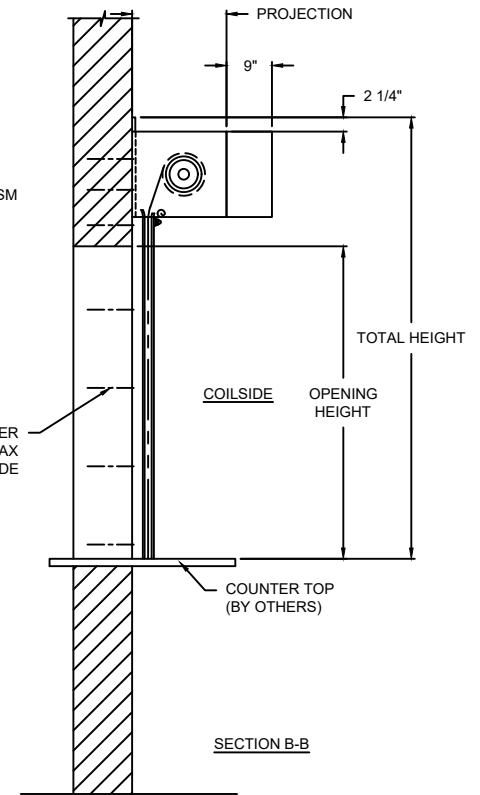 PROJECTION
9"
2 1/4"
SM
TOTAL HEIGHT
COILSIDE
OPENING
HEIGHT
ER
AX
DE
COUNTER TOP
(BY OTHERS)
SECTION B-B